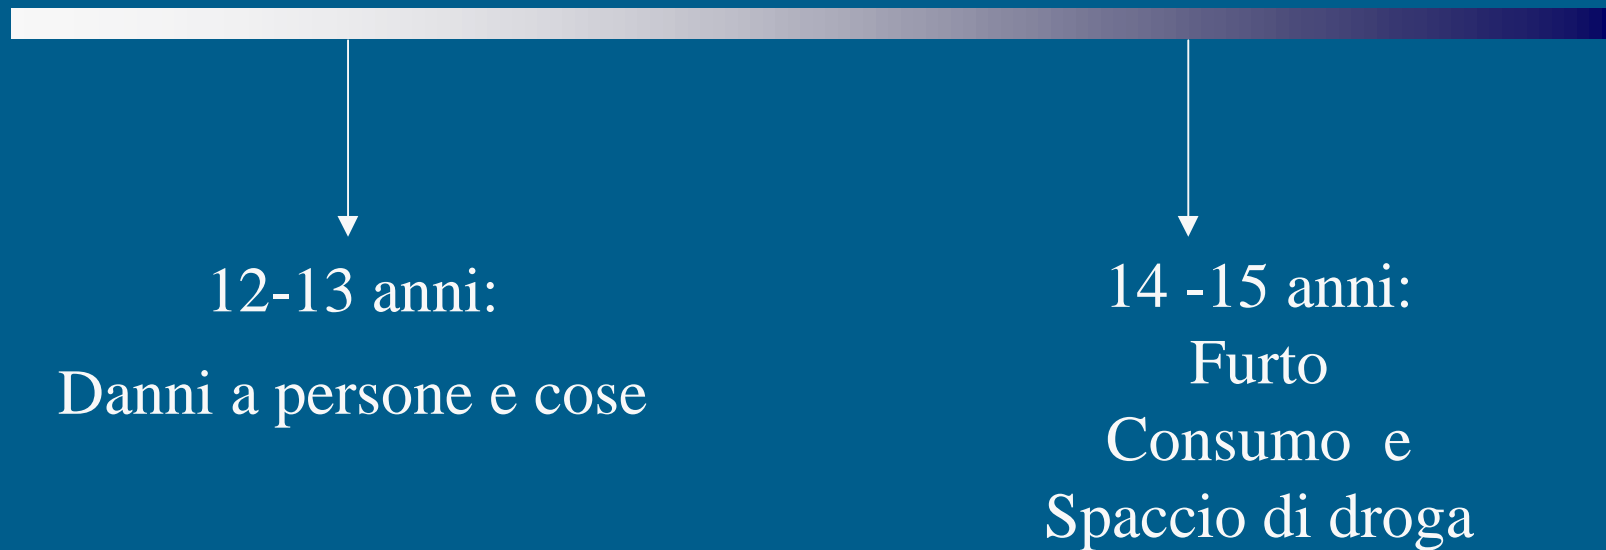 12-13 anni:
Danni a persone e cose
14 -15 anni:
Furto
Consumo e
Spaccio di droga